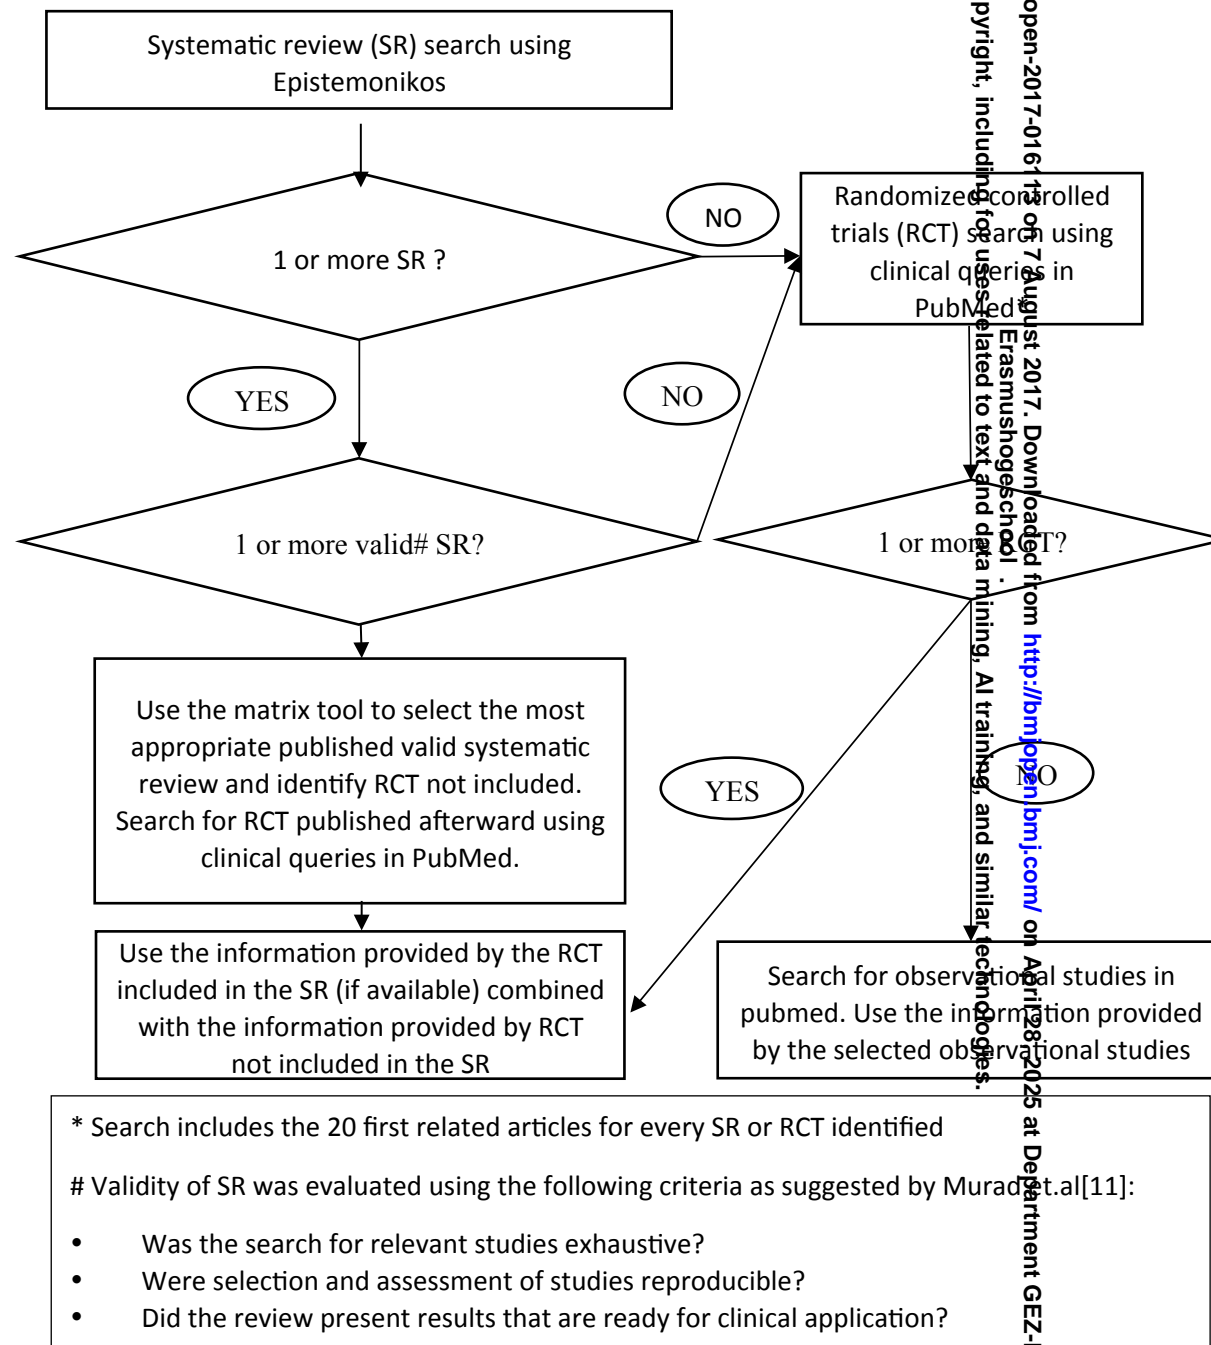 Systematic review (SR) search using
Epistemonikos
1 or more SR ?
NO
Randomized controlled
trials (RCT) search using
clinical queries in
PubMed*
YES
NO
1 or more valid# SR?
1 or more RCT?
Use the matrix tool to select the most
appropriate published valid systematic
review and identify RCT not included.
Search for RCT published afterward using
clinical queries in PubMed.
YES
NO
Use the information provided by the RCT
included in the SR (if available) combined
with the information provided by RCT
not included in the SR
Search for observational studies in
pubmed. Use the information provided
by the selected observational studies
* Search includes the 20 first related articles for every SR or RCT identified
# Validity of SR was evaluated using the following criteria as suggested by Murad et.al[11]:
• Was the search for relevant studies exhaustive?
• Were selection and assessment of studies reproducible?
• Did the review present results that are ready for clinical application?
open-2017-016113 on 7 August 2017. Downloaded from http://bmjopen.bmj.com/ on April 28, 2025 at Department GEZ-
Erasmushogeschool .
pyright, including for uses related to text and data mining, AI training, and similar technologies.